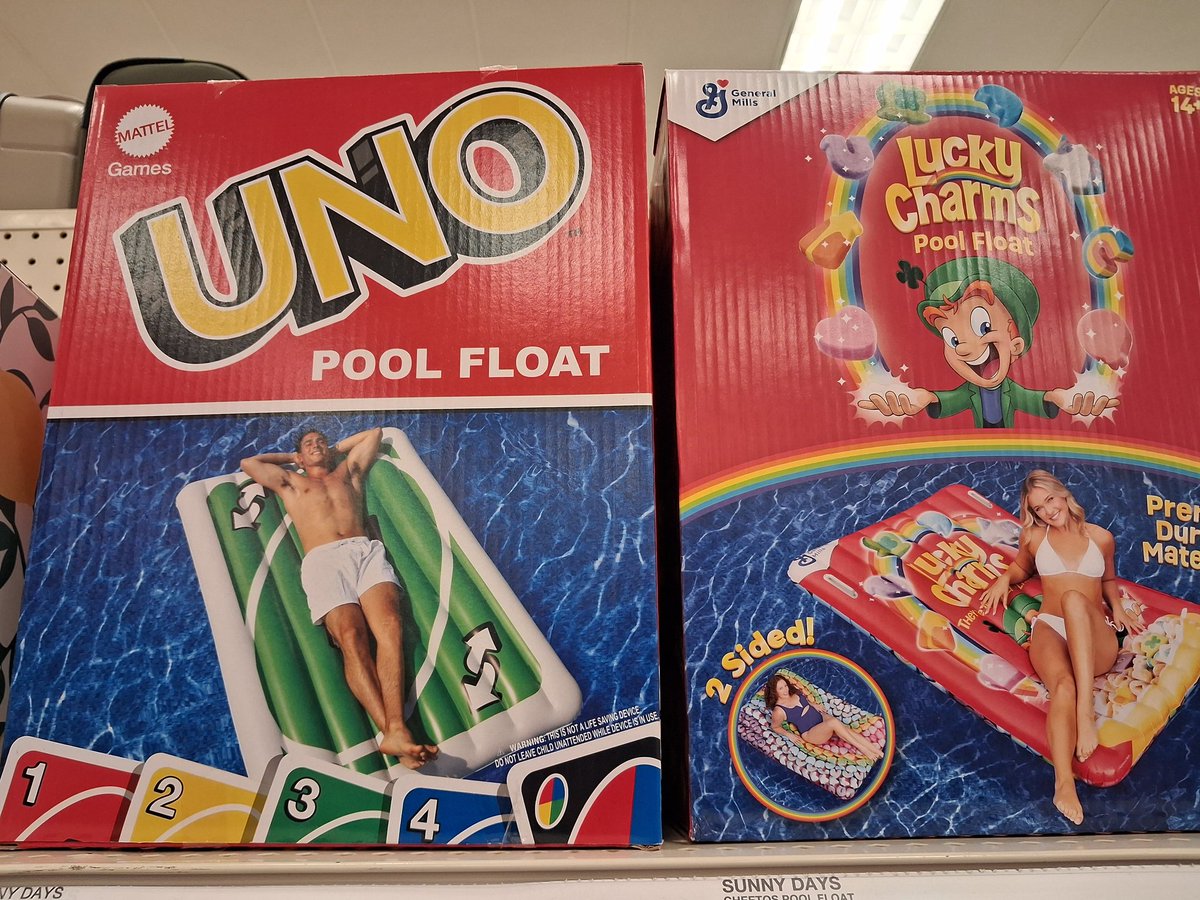 MATTEL
Games
UNO
POOL FLOAT
WARNING: THIS IS NOT A LIFE SAVING DEVICE.
DO NOT LEAVE CHILD UNATTENDED WHILE DEVICE IS IN USE
1
2
3
4
General
Mills
AGES
14+
Lucky
Charms
Pool Float
Lucky
2 Sided!
SUNNY DAYS
CHEETOS POOL FLOAT
DAYS